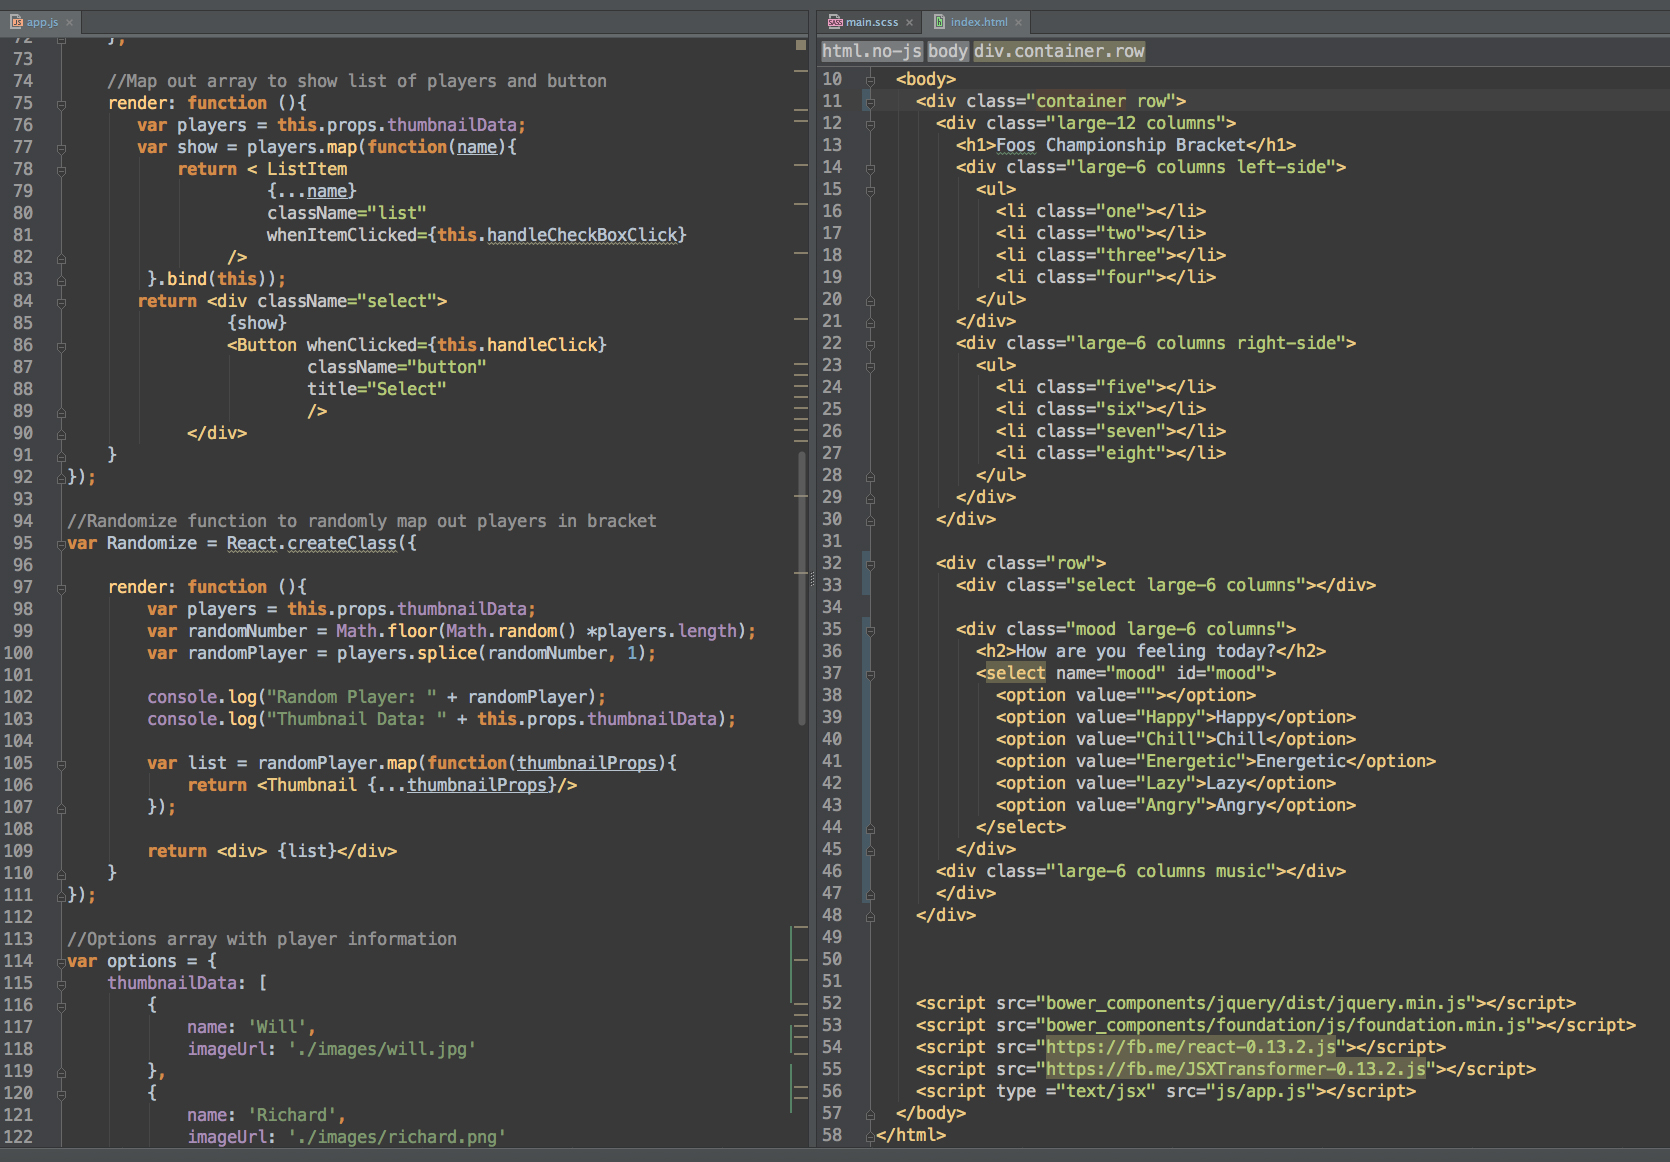 app.js ×
72 };
73
74 //Map out array to show list of players and button
75 render: function (){
76 var players = this.props.thumbnailData;
77 var show = players.map(function(name){
78 return < ListItem
79 {...name}
80 className="list"
81 whenItemClicked={this.handleCheckBoxClick}
82 />
83 }.bind(this));
84 return <div className="select">
85 {show}
86 <Button whenClicked={this.handleClick}
87 className="button"
88 title="Select"
89 />
90 </div>
91 }
92 });
93
94 //Randomize function to randomly map out players in bracket
95 var Randomize = React.createClass({
96
97 render: function (){
98 var players = this.props.thumbnailData;
99 var randomNumber = Math.floor(Math.random() *players.length);
100 var randomPlayer = players.splice(randomNumber, 1);
101
102 console.log("Random Player: " + randomPlayer);
103 console.log("Thumbnail Data: " + this.props.thumbnailData);
104
105 var list = randomPlayer.map(function(thumbnailProps){
106 return <Thumbnail {...thumbnailProps}/>
107 });
108
109 return <div> {list}</div>
110 }
111 });
112
113 //Options array with player information
114 var options = {
115 thumbnailData: [
116 {
117 name: 'Will',
118 imageUrl: './images/will.jpg'
119 },
120 {
121 name: 'Richard',
122 imageUrl: './images/richard.png'
main.scss × index.html ×
html.no-js body div.container.row
10 <body>
11 <div class="container row">
12 <div class="large-12 columns">
13 <h1>Foos Championship Bracket</h1>
14 <div class="large-6 columns left-side">
15 <ul>
16 <li class="one"></li>
17 <li class="two"></li>
18 <li class="three"></li>
19 <li class="four"></li>
20 </ul>
21 </div>
22 <div class="large-6 columns right-side">
23 <ul>
24 <li class="five"></li>
25 <li class="six"></li>
26 <li class="seven"></li>
27 <li class="eight"></li>
28 </ul>
29 </div>
30 </div>
31
32 <div class="row">
33 <div class="select large-6 columns"></div>
34
35 <div class="mood large-6 columns">
36 <h2>How are you feeling today?</h2>
37 <select name="mood" id="mood">
38 <option value=""></option>
39 <option value="Happy">Happy</option>
40 <option value="Chill">Chill</option>
41 <option value="Energetic">Energetic</option>
42 <option value="Lazy">Lazy</option>
43 <option value="Angry">Angry</option>
44 </select>
45 </div>
46 <div class="large-6 columns music"></div>
47 </div>
48 </div>
49
50
51
52 <script src="bower_components/jquery/dist/jquery.min.js"></script>
53 <script src="bower_components/foundation/js/foundation.min.js"></script>
54 <script src="https://fb.me/react-0.13.2.js"></script>
55 <script src="https://fb.me/JSXTransformer-0.13.2.js"></script>
56 <script type ="text/jsx" src="js/app.js"></script>
57 </body>
58 </html>